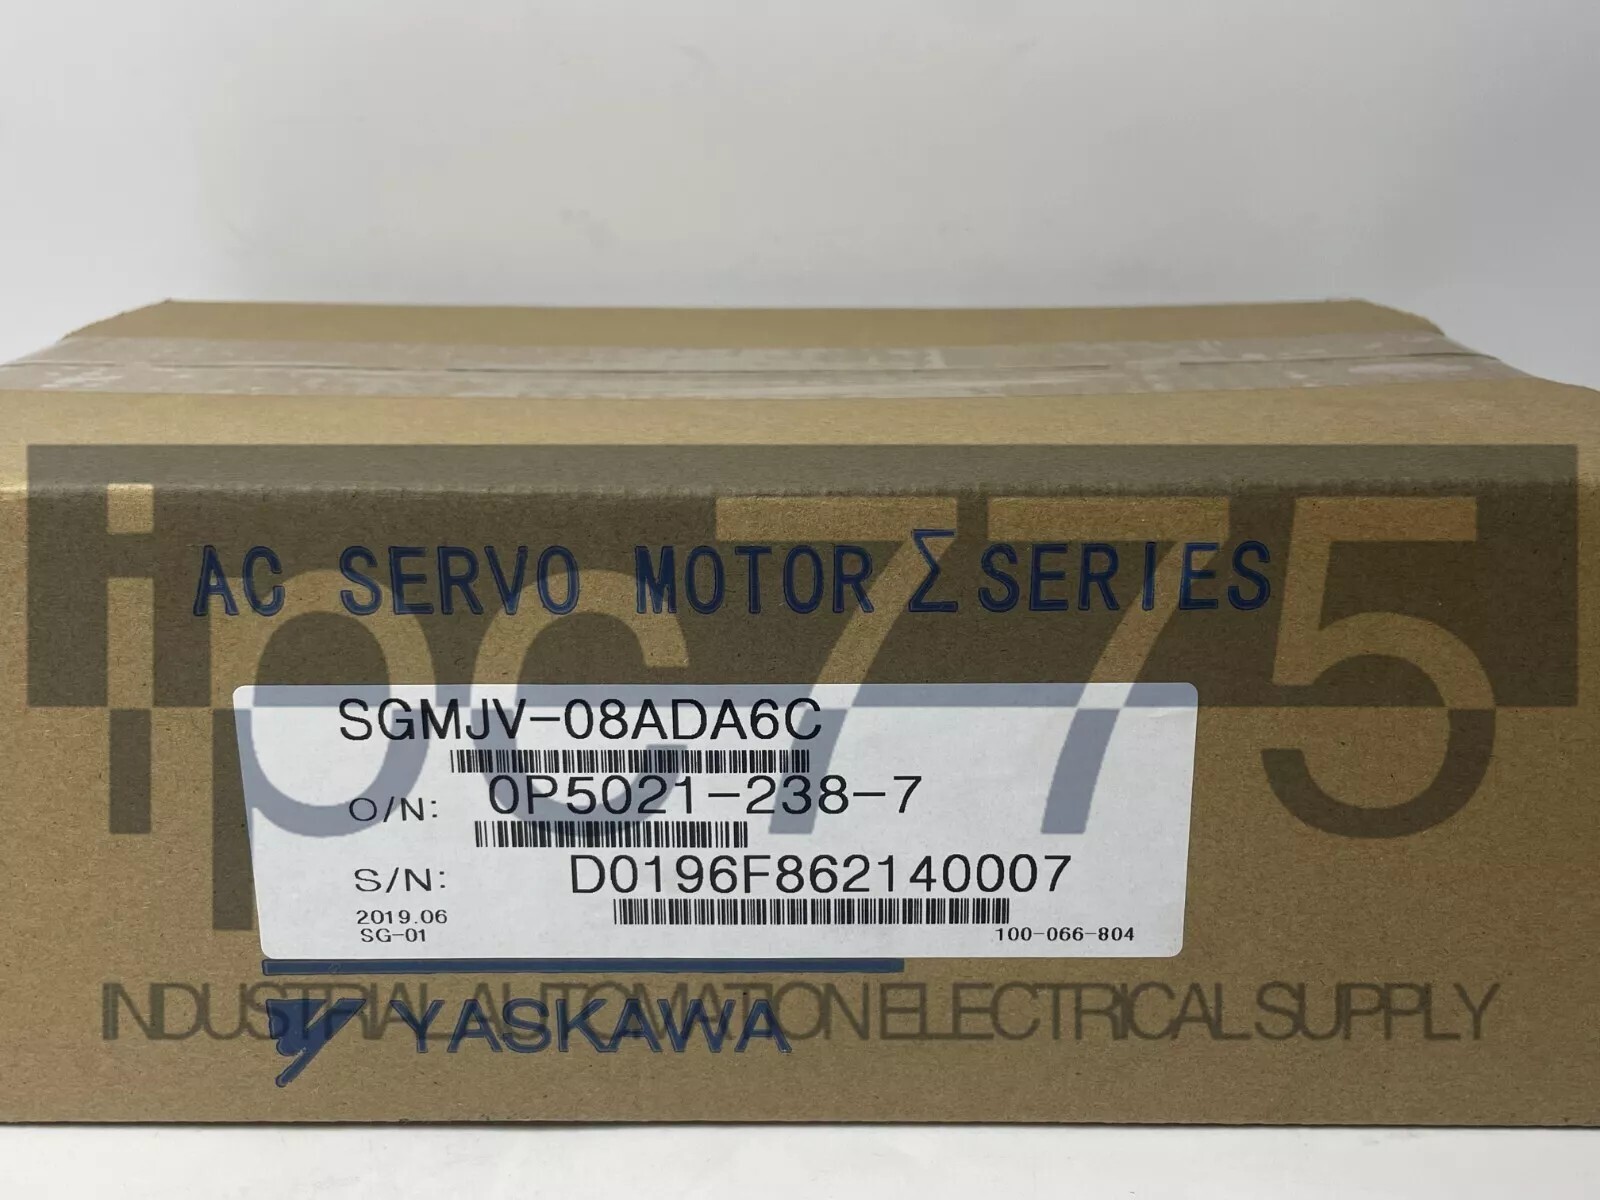 AC SERVO MOTOR Σ SERIES
ipc775
SGMJV-08ADA6C
O/N: 0P5021-238-7
S/N: D0196F862140007
2019.06
SG-01 100-066-804
INDUSTRIAL AUTOMATION ELECTRICAL SUPPLY
YASKAWA